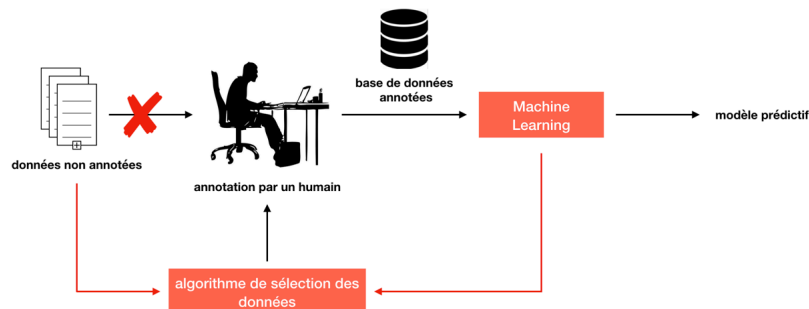 base de données
annotées
Machine
Learning
modèle prédictif
données non annotées
annotation par un humain
algorithme de sélection des
données